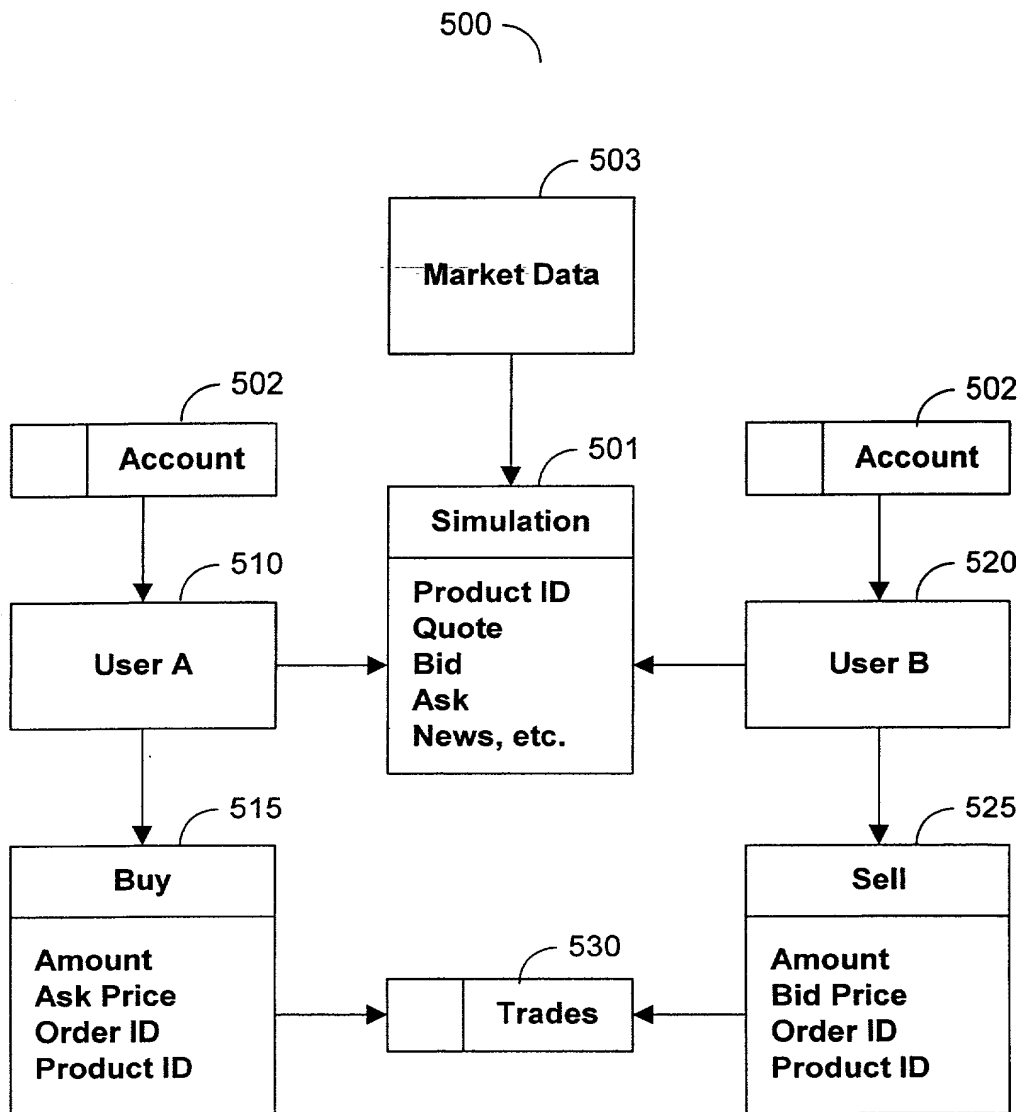 500
503
Market Data
502
Account
502
Account
501
Simulation
Product ID
Quote
Bid
Ask
News, etc.
510
User A
520
User B
515
Buy
Amount
Ask Price
Order ID
Product ID
525
Sell
Amount
Bid Price
Order ID
Product ID
530
Trades